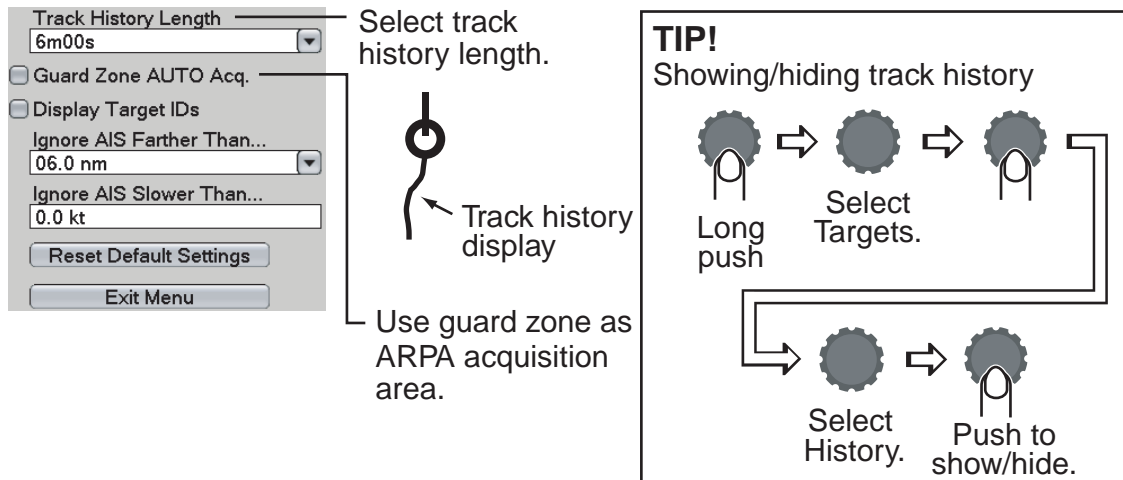 Track History Length
6m00s
Guard Zone AUTO Acq.
Display Target IDs
Ignore AIS Farther Than...
06.0 nm
Ignore AIS Slower Than...
0.0 kt
Reset Default Settings
Exit Menu
Select track
history length.
Track history
display
Use guard zone as
ARPA acquisition
area.
TIP!
Showing/hiding track history
Long
push
Select
Targets.
Select
History.
Push to
show/hide.